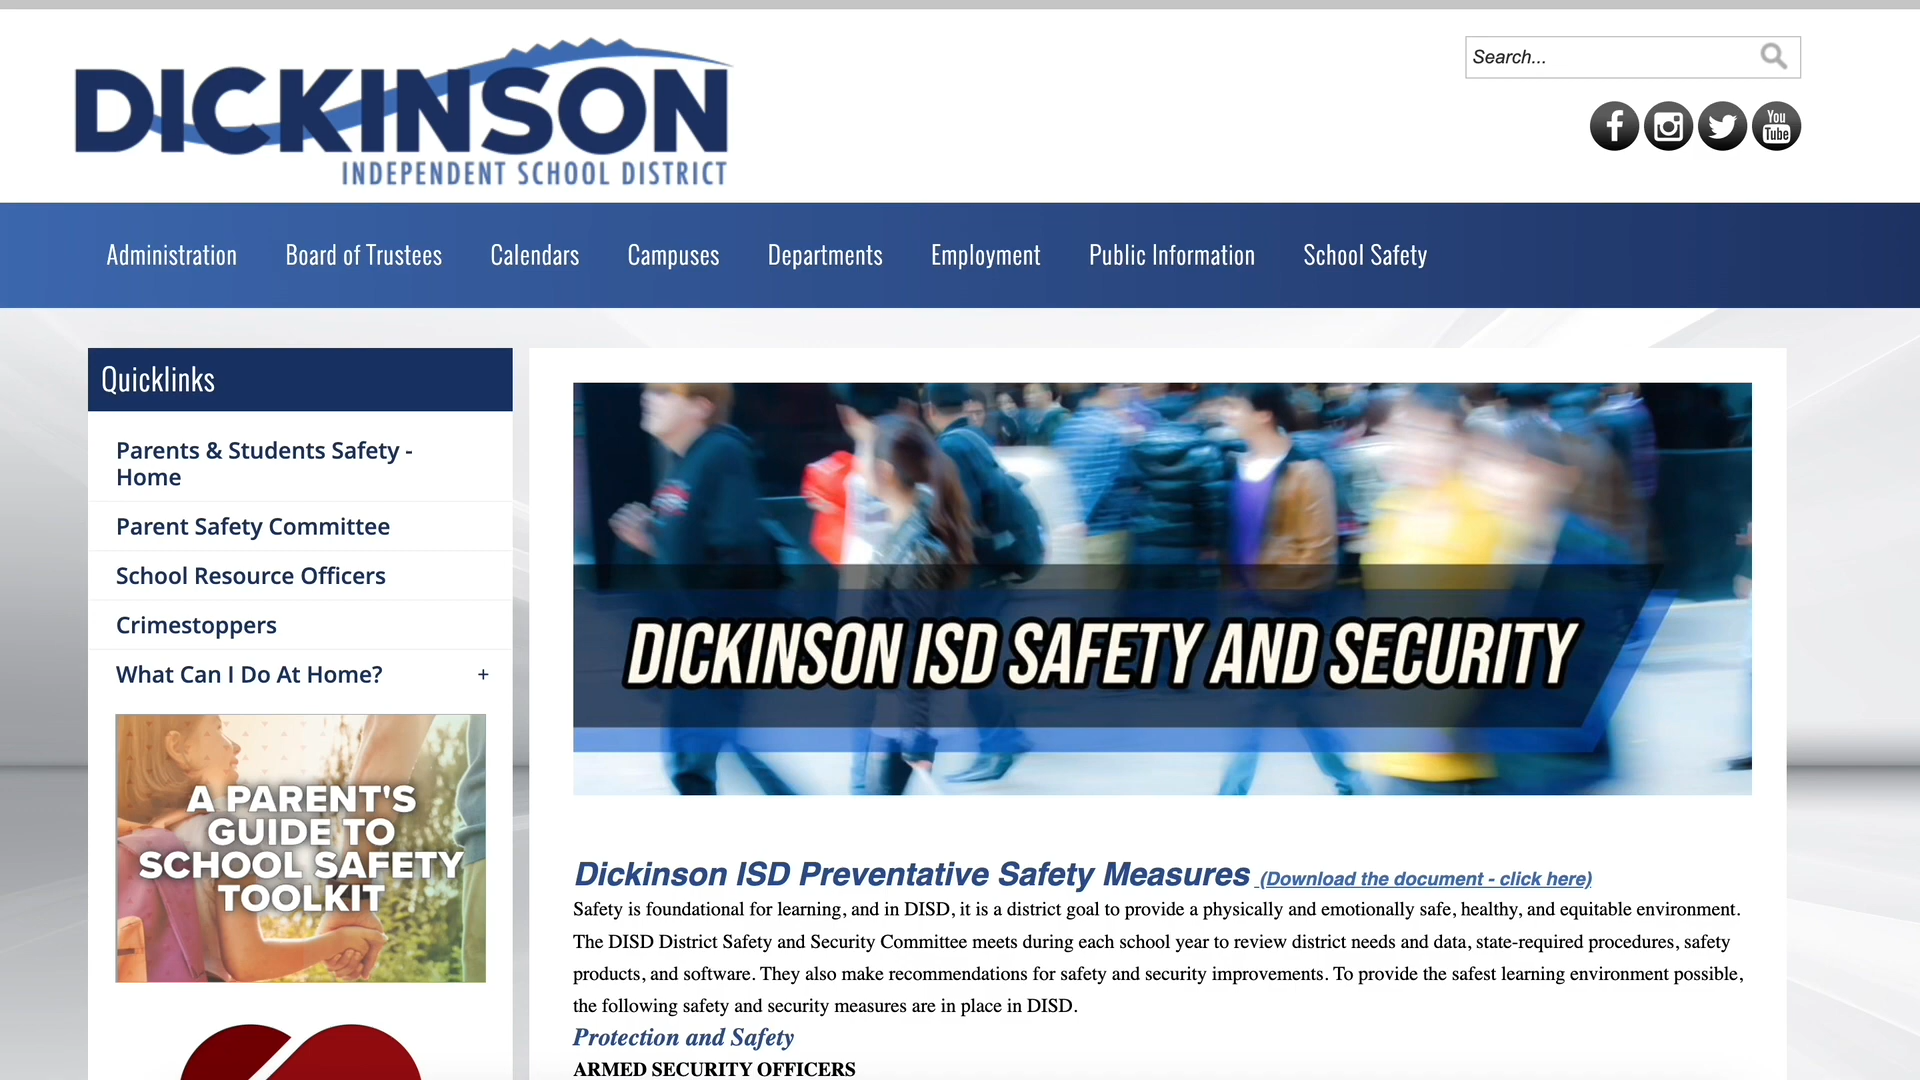 DICKINSON
INDEPENDENT SCHOOL DISTRICT
Search...
You
Tube
Administration
Board of Trustees
Calendars
Campuses
Departments
Employment
Public Information
School Safety
Quicklinks
Parents & Students Safety -
Home
Parent Safety Committee
School Resource Officers
Crimestoppers
What Can I Do At Home? +
A PARENT'S
GUIDE TO
SCHOOL SAFETY
TOOLKIT
DICKINSON ISD SAFETY AND SECURITY
Dickinson ISD Preventative Safety Measures (Download the document - click here)
Safety is foundational for learning, and in DISD, it is a district goal to provide a physically and emotionally safe, healthy, and equitable environment.
The DISD District Safety and Security Committee meets during each school year to review district needs and data, state-required procedures, safety
products, and software. They also make recommendations for safety and security improvements. To provide the safest learning environment possible,
the following safety and security measures are in place in DISD.
Protection and Safety
ARMED SECURITY OFFICERS